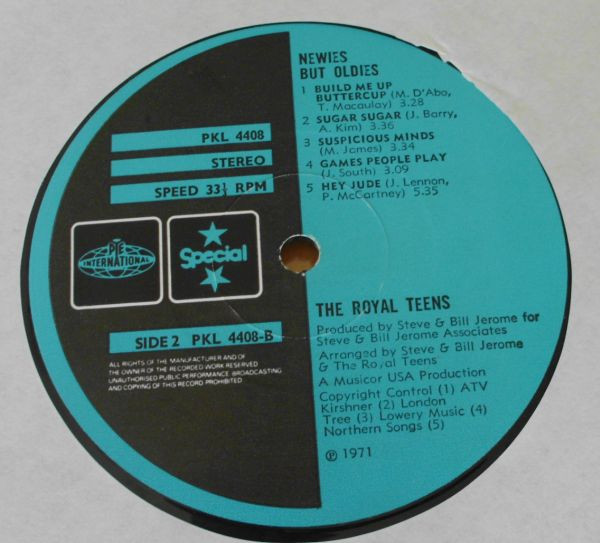 NEWIES
BUT OLDIES
1 BUILD ME UP
BUTTERCUP (M. D'Abo,
T. Macaulay) 3.28
2 SUGAR SUGAR (J. Barry,
A. Kim) 3.36
3 SUSPICIOUS MINDS
(M. James) 3.34
4 GAMES PEOPLE PLAY
(J. South) 3.09
5 HEY JUDE (J. Lennon,
P. McCartney) 5.35
PKL 4408
STEREO
SPEED 33⅓ RPM
PYE
INTERNATIONAL
Special
SIDE 2 PKL 4408-B
ALL RIGHTS OF THE MANUFACTURER AND OF
THE OWNER OF THE RECORDED WORK RESERVED
UNAUTHORISED PUBLIC PERFORMANCE BROADCASTING
AND COPYING OF THIS RECORD PROHIBITED
THE ROYAL TEENS
Produced by Steve & Bill Jerome for
Steve & Bill Jerome Associates
Arranged by Steve & Bill Jerome
& The Royal Teens
A Musicor USA Production
Copyright Control (1) ATV
Kirshner (2) London
Tree (3) Lowery Music (4)
Northern Songs (5)
℗ 1971